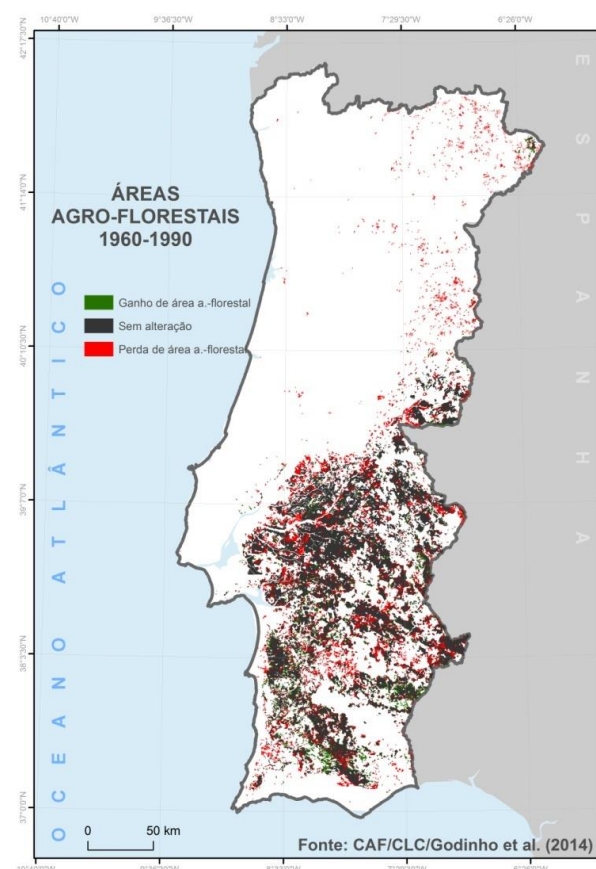 10°40'0"W 9°36'30"W 8°33'0"W 7°29'30"W 6°26'0"W
42°17'30"N
41°14'0"N
40°10'30"N
39°7'0"N
38°3'30"N
37°0'0"N
ESPANHA
ÁREAS
AGRO-FLORESTAIS
1960-1990
Ganho de área a.-florestal
Sem alteração
Perda de área a.-florestal
OCEANO ATLÂNTICO
0 50 km
Fonte: CAF/CLC/Godinho et al. (2014)